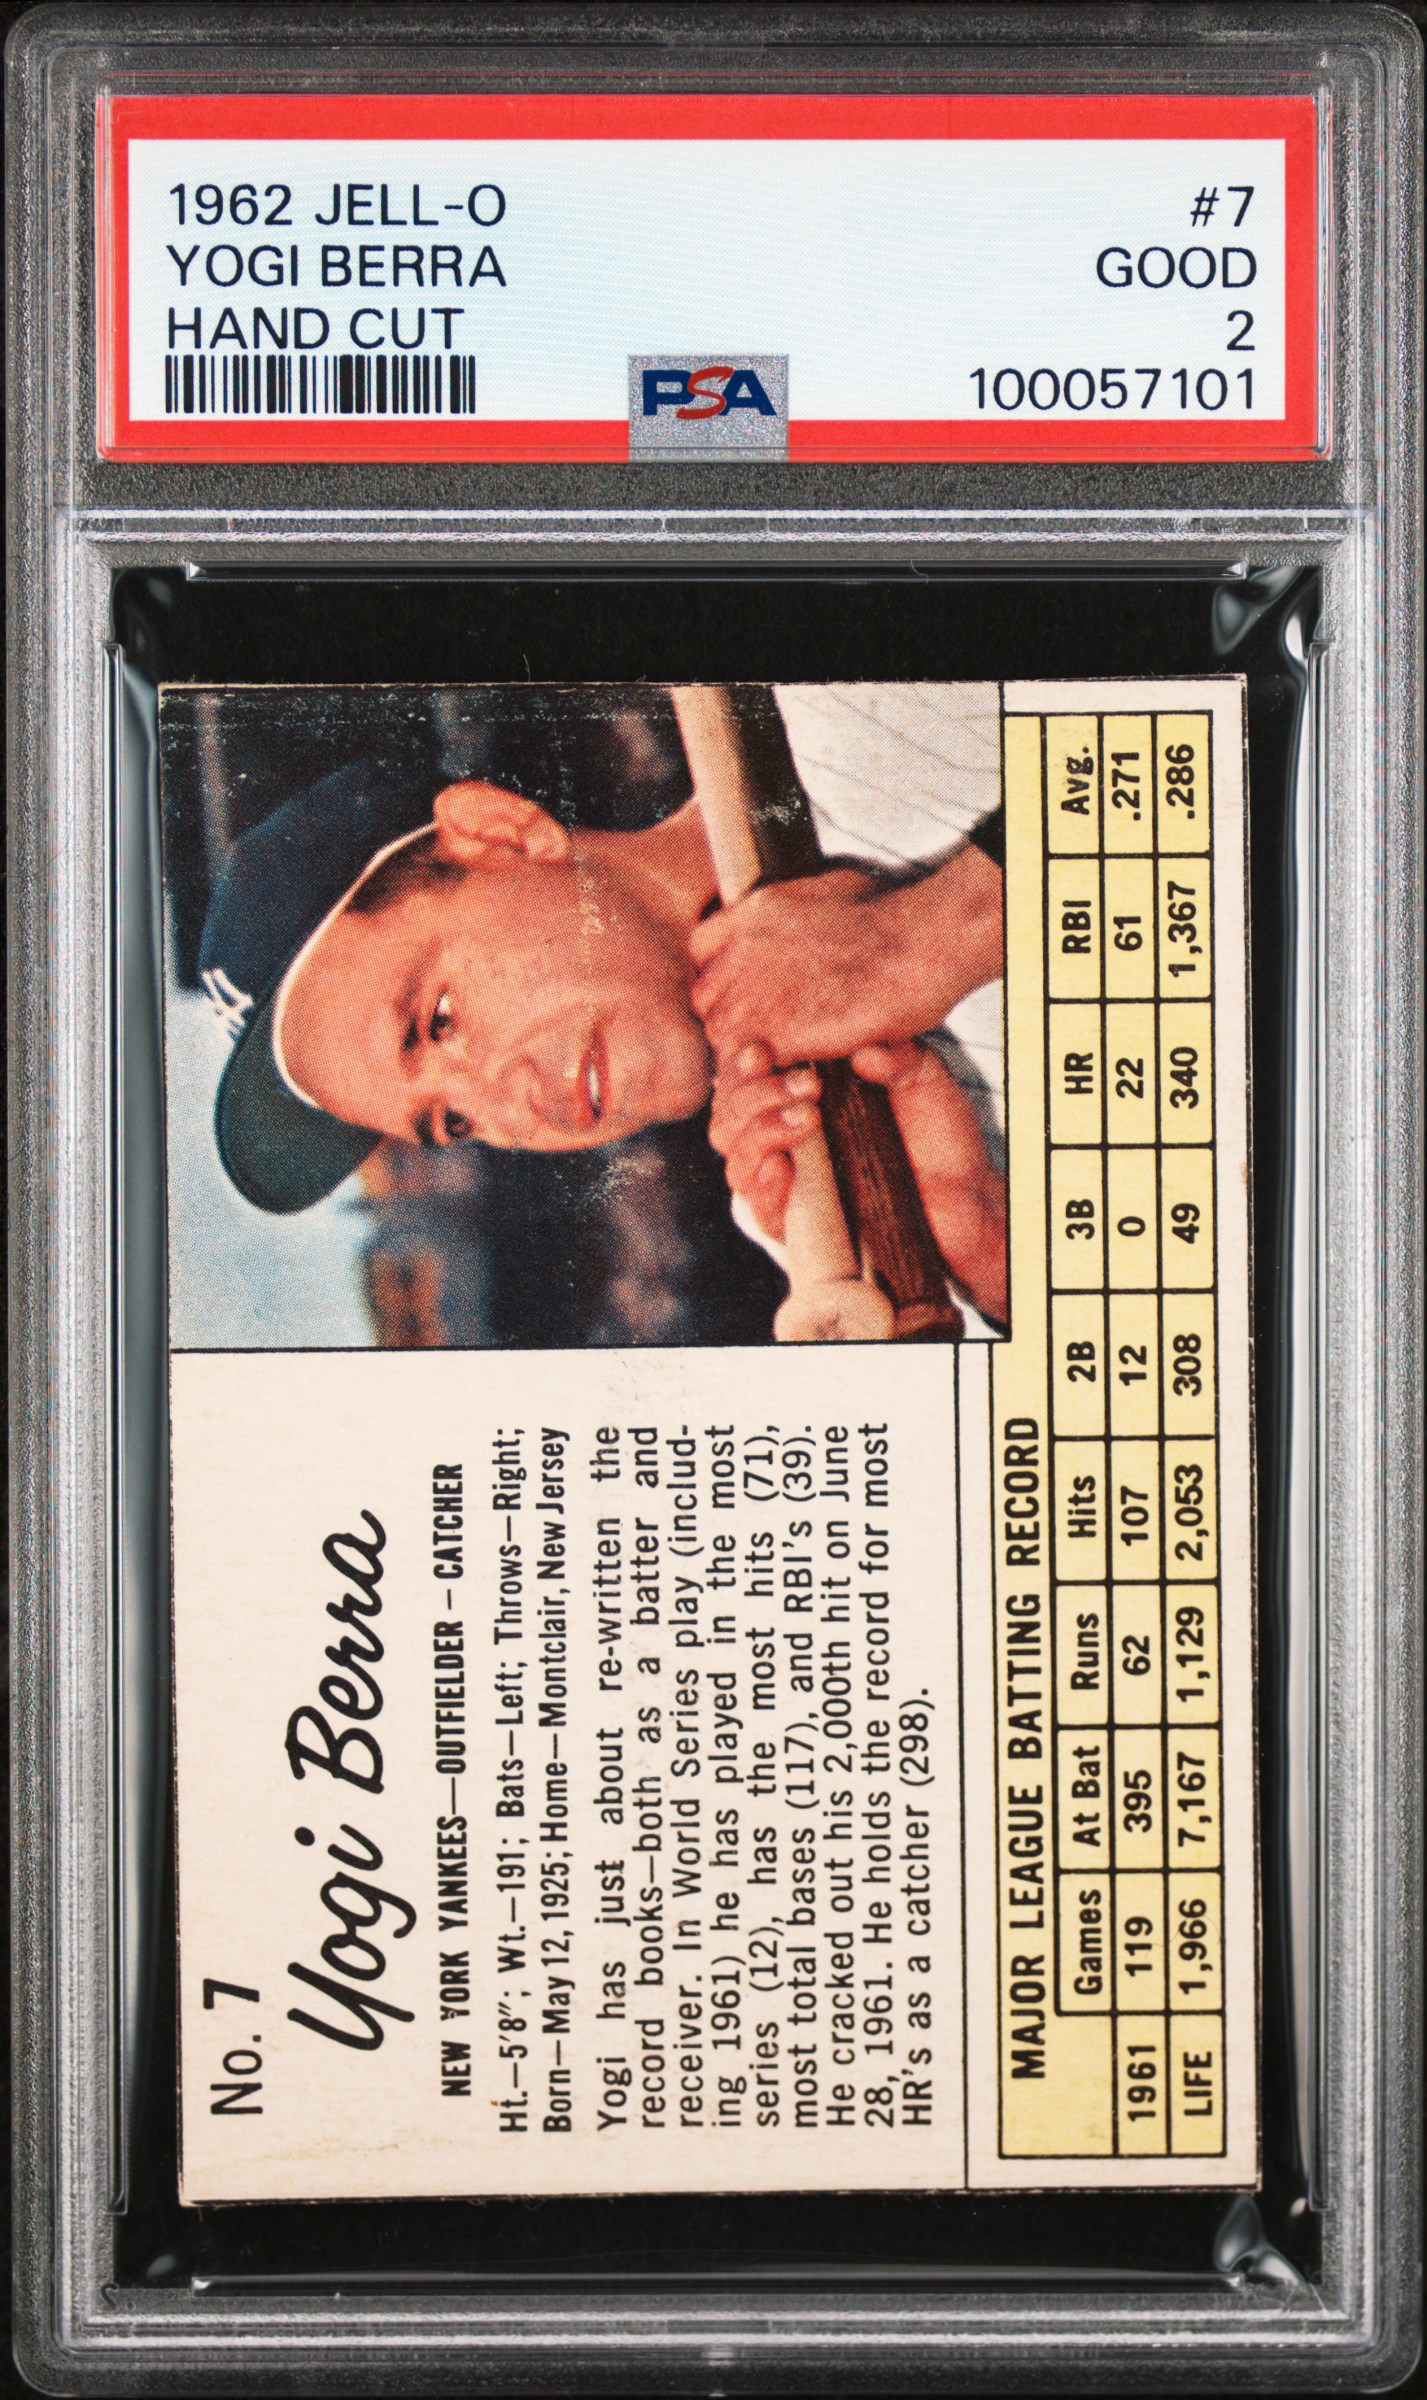 1962 JELL-O #7
YOGI BERRA GOOD
HAND CUT 2
PSA 100057101
No. 7
Yogi Berra
NEW YORK YANKEES—OUTFIELDER – CATCHER
Ht.—5'8"; Wt.—191; Bats—Left; Throws—Right;
Born—May 12, 1925; Home—Montclair, New Jersey
Yogi has just about re-written the
record books—both as a batter and
receiver. In World Series play (includ-
ing 1961) he has played in the most
series (12), has the most hits (71),
most total bases (117), and RBI's (39).
He cracked out his 2,000th hit on June
28, 1961. He holds the record for most
HR's as a catcher (298).
MAJOR LEAGUE BATTING RECORD
Games At Bat Runs Hits 2B 3B HR RBI Avg.
1961 119 395 62 107 12 0 22 61 .271
LIFE 1,966 7,167 1,129 2,053 308 49 340 1,367 .286